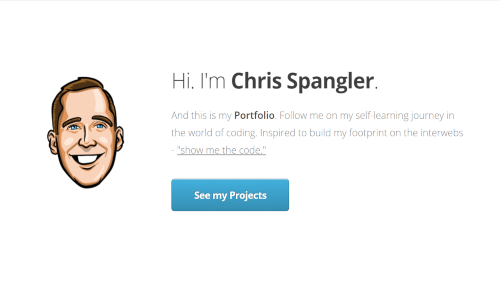 Hi. I'm Chris Spangler.
And this is my Portfolio. Follow me on my self learning journey in
the world of coding. Inspired to build my footprint on the interwebs
- "show me the code."
See my Projects